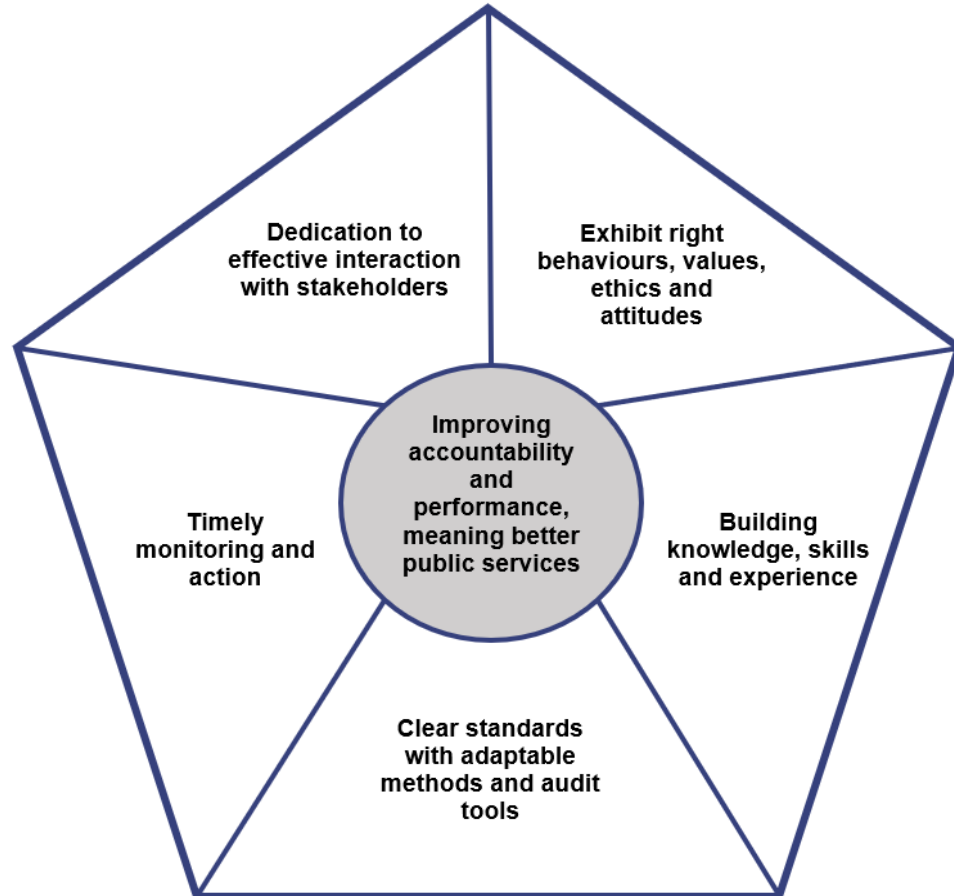 Dedication to
effective interaction
with stakeholders
Exhibit right
behaviours, values,
ethics and
attitudes
Improving
accountability
and
performance,
meaning better
public services
Timely
monitoring and
action
Building
knowledge, skills
and experience
Clear standards
with adaptable
methods and audit
tools